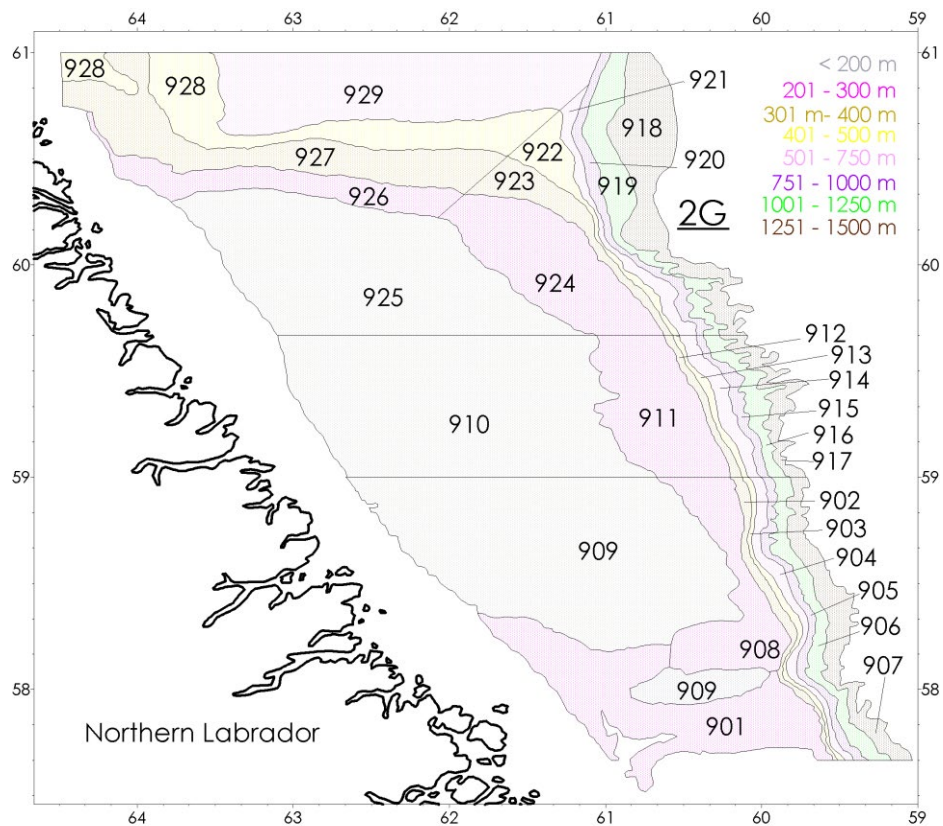 64 63 62 61 60 59
61 61
< 200 m
201 - 300 m
301 m- 400 m
401 - 500 m
501 - 750 m
751 - 1000 m
1001 - 1250 m
1251 - 1500 m
928
928
929
921
918
922
920
927
923
919
926
2G
60 60
924
925
912
913
914
911
910
915
916
917
59 59
902
903
909
904
905
906
908
907
909
58 58
901
Northern Labrador
64 63 62 61 60 59